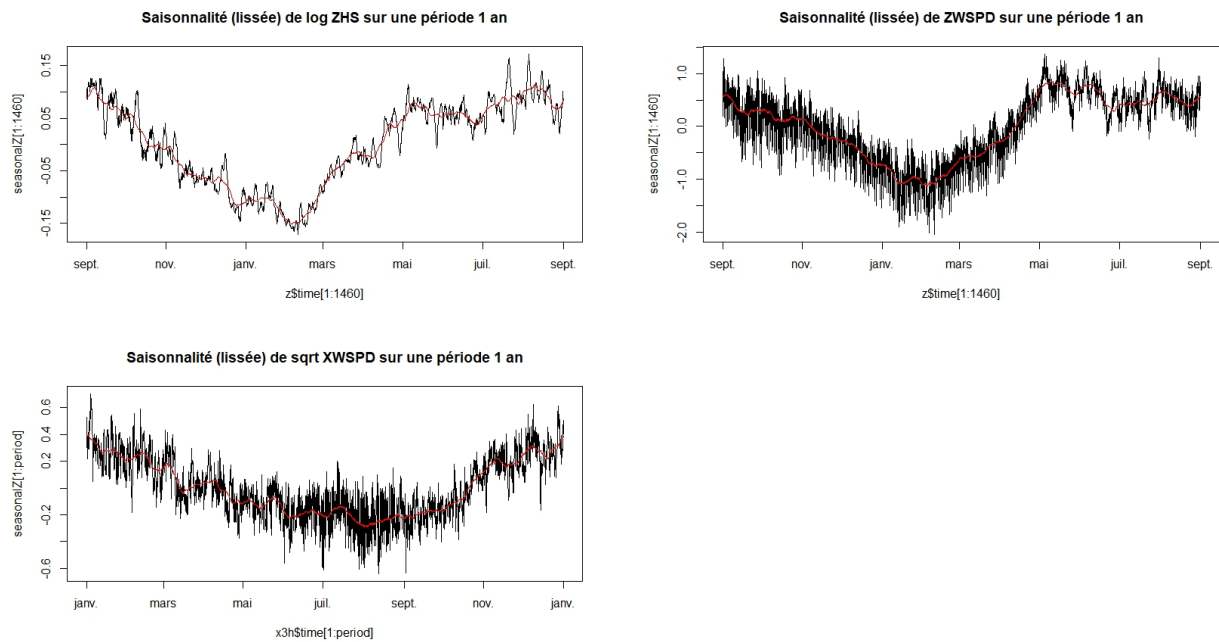 Saisonnalité (lissée) de log ZHS sur une période 1 an
seasonalZ[1:1460]
0.15
0.05
-0.05
-0.15
sept. nov. janv. mars mai juil. sept.
z$time[1:1460]
Saisonnalité (lissée) de ZWSPD sur une période 1 an
seasonalZ[1:1460]
1.0
0.0
-1.0
-2.0
sept. nov. janv. mars mai juil. sept.
z$time[1:1460]
Saisonnalité (lissée) de sqrt XWSPD sur une période 1 an
seasonalZ[1:period]
0.6
0.4
0.2
-0.2
-0.6
janv. mars mai juil. sept. nov. janv.
x3h$time[1:period]